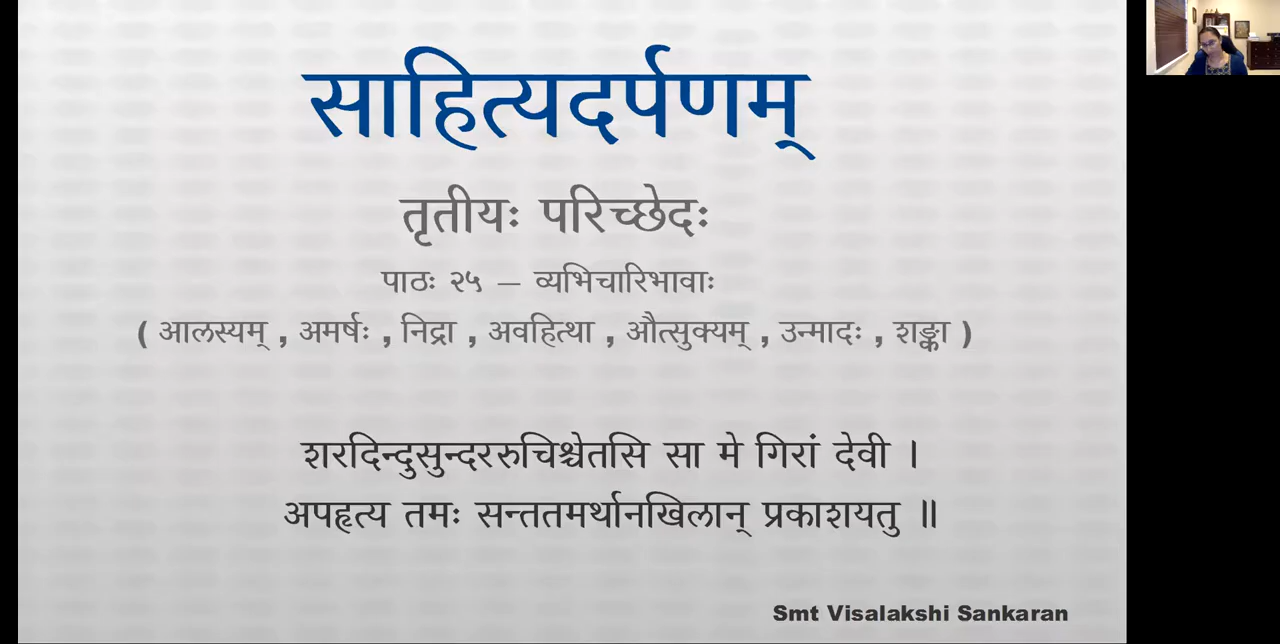 साहित्यदर्पणम्
तृतीयः परिच्छेदः
पाठः २५ – व्यभिचारिभावाः
( आलस्यम् , अमर्षः , निद्रा , अवहित्था , औत्सुक्यम् , उन्मादः , शङ्का )
शरदिन्दुसुन्दररुचिश्चेतसि सा मे गिरां देवी ।
अपहृत्य तमः सन्ततमर्थानखिलान् प्रकाशयतु ॥
Smt Visalakshi Sankaran